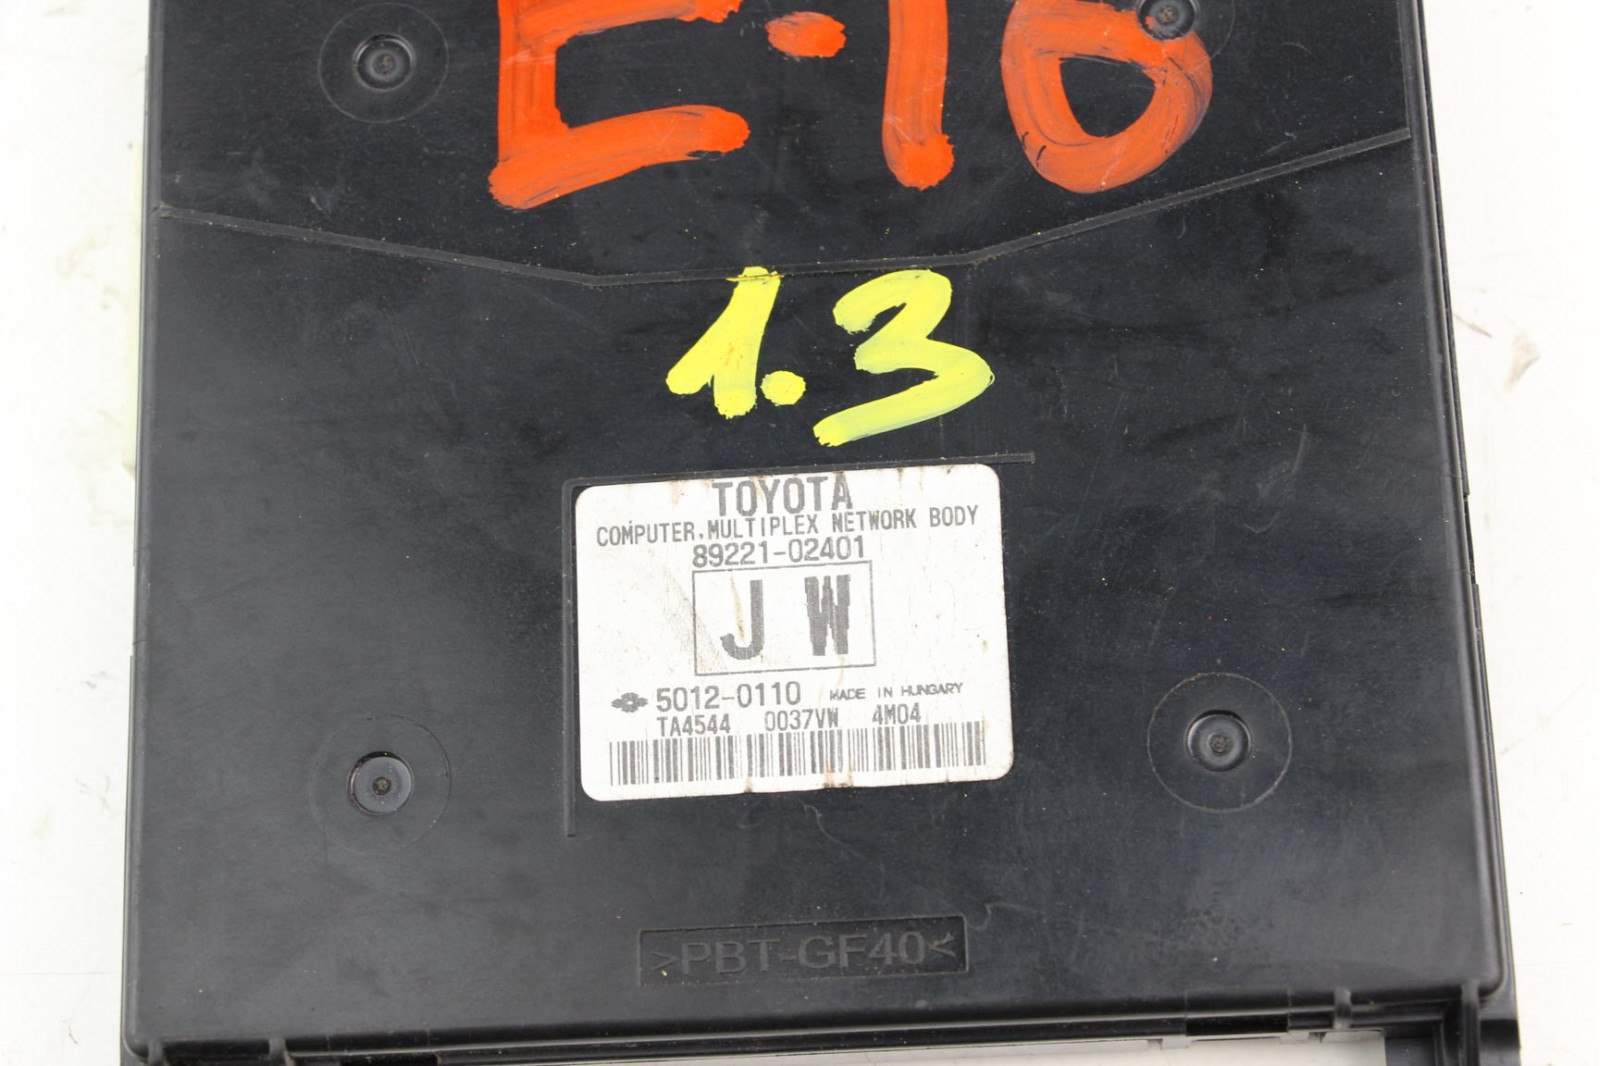 E-10
1.3
TOYOTA
COMPUTER,MULTIPLEX NETWORK BODY
89221-02401
J W
5012-0110 MADE IN HUNGARY
TA4544 0037VW 4M04
>PBT-GF40<